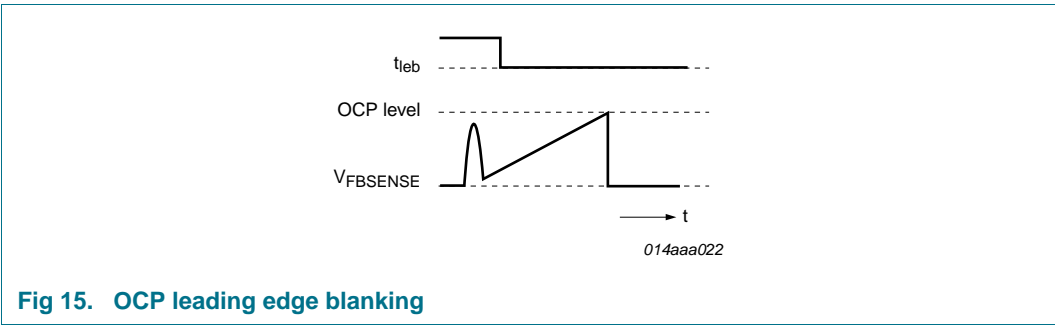 tleb
OCP level
VFBSENSE
t
014aaa022
Fig 15. OCP leading edge blanking